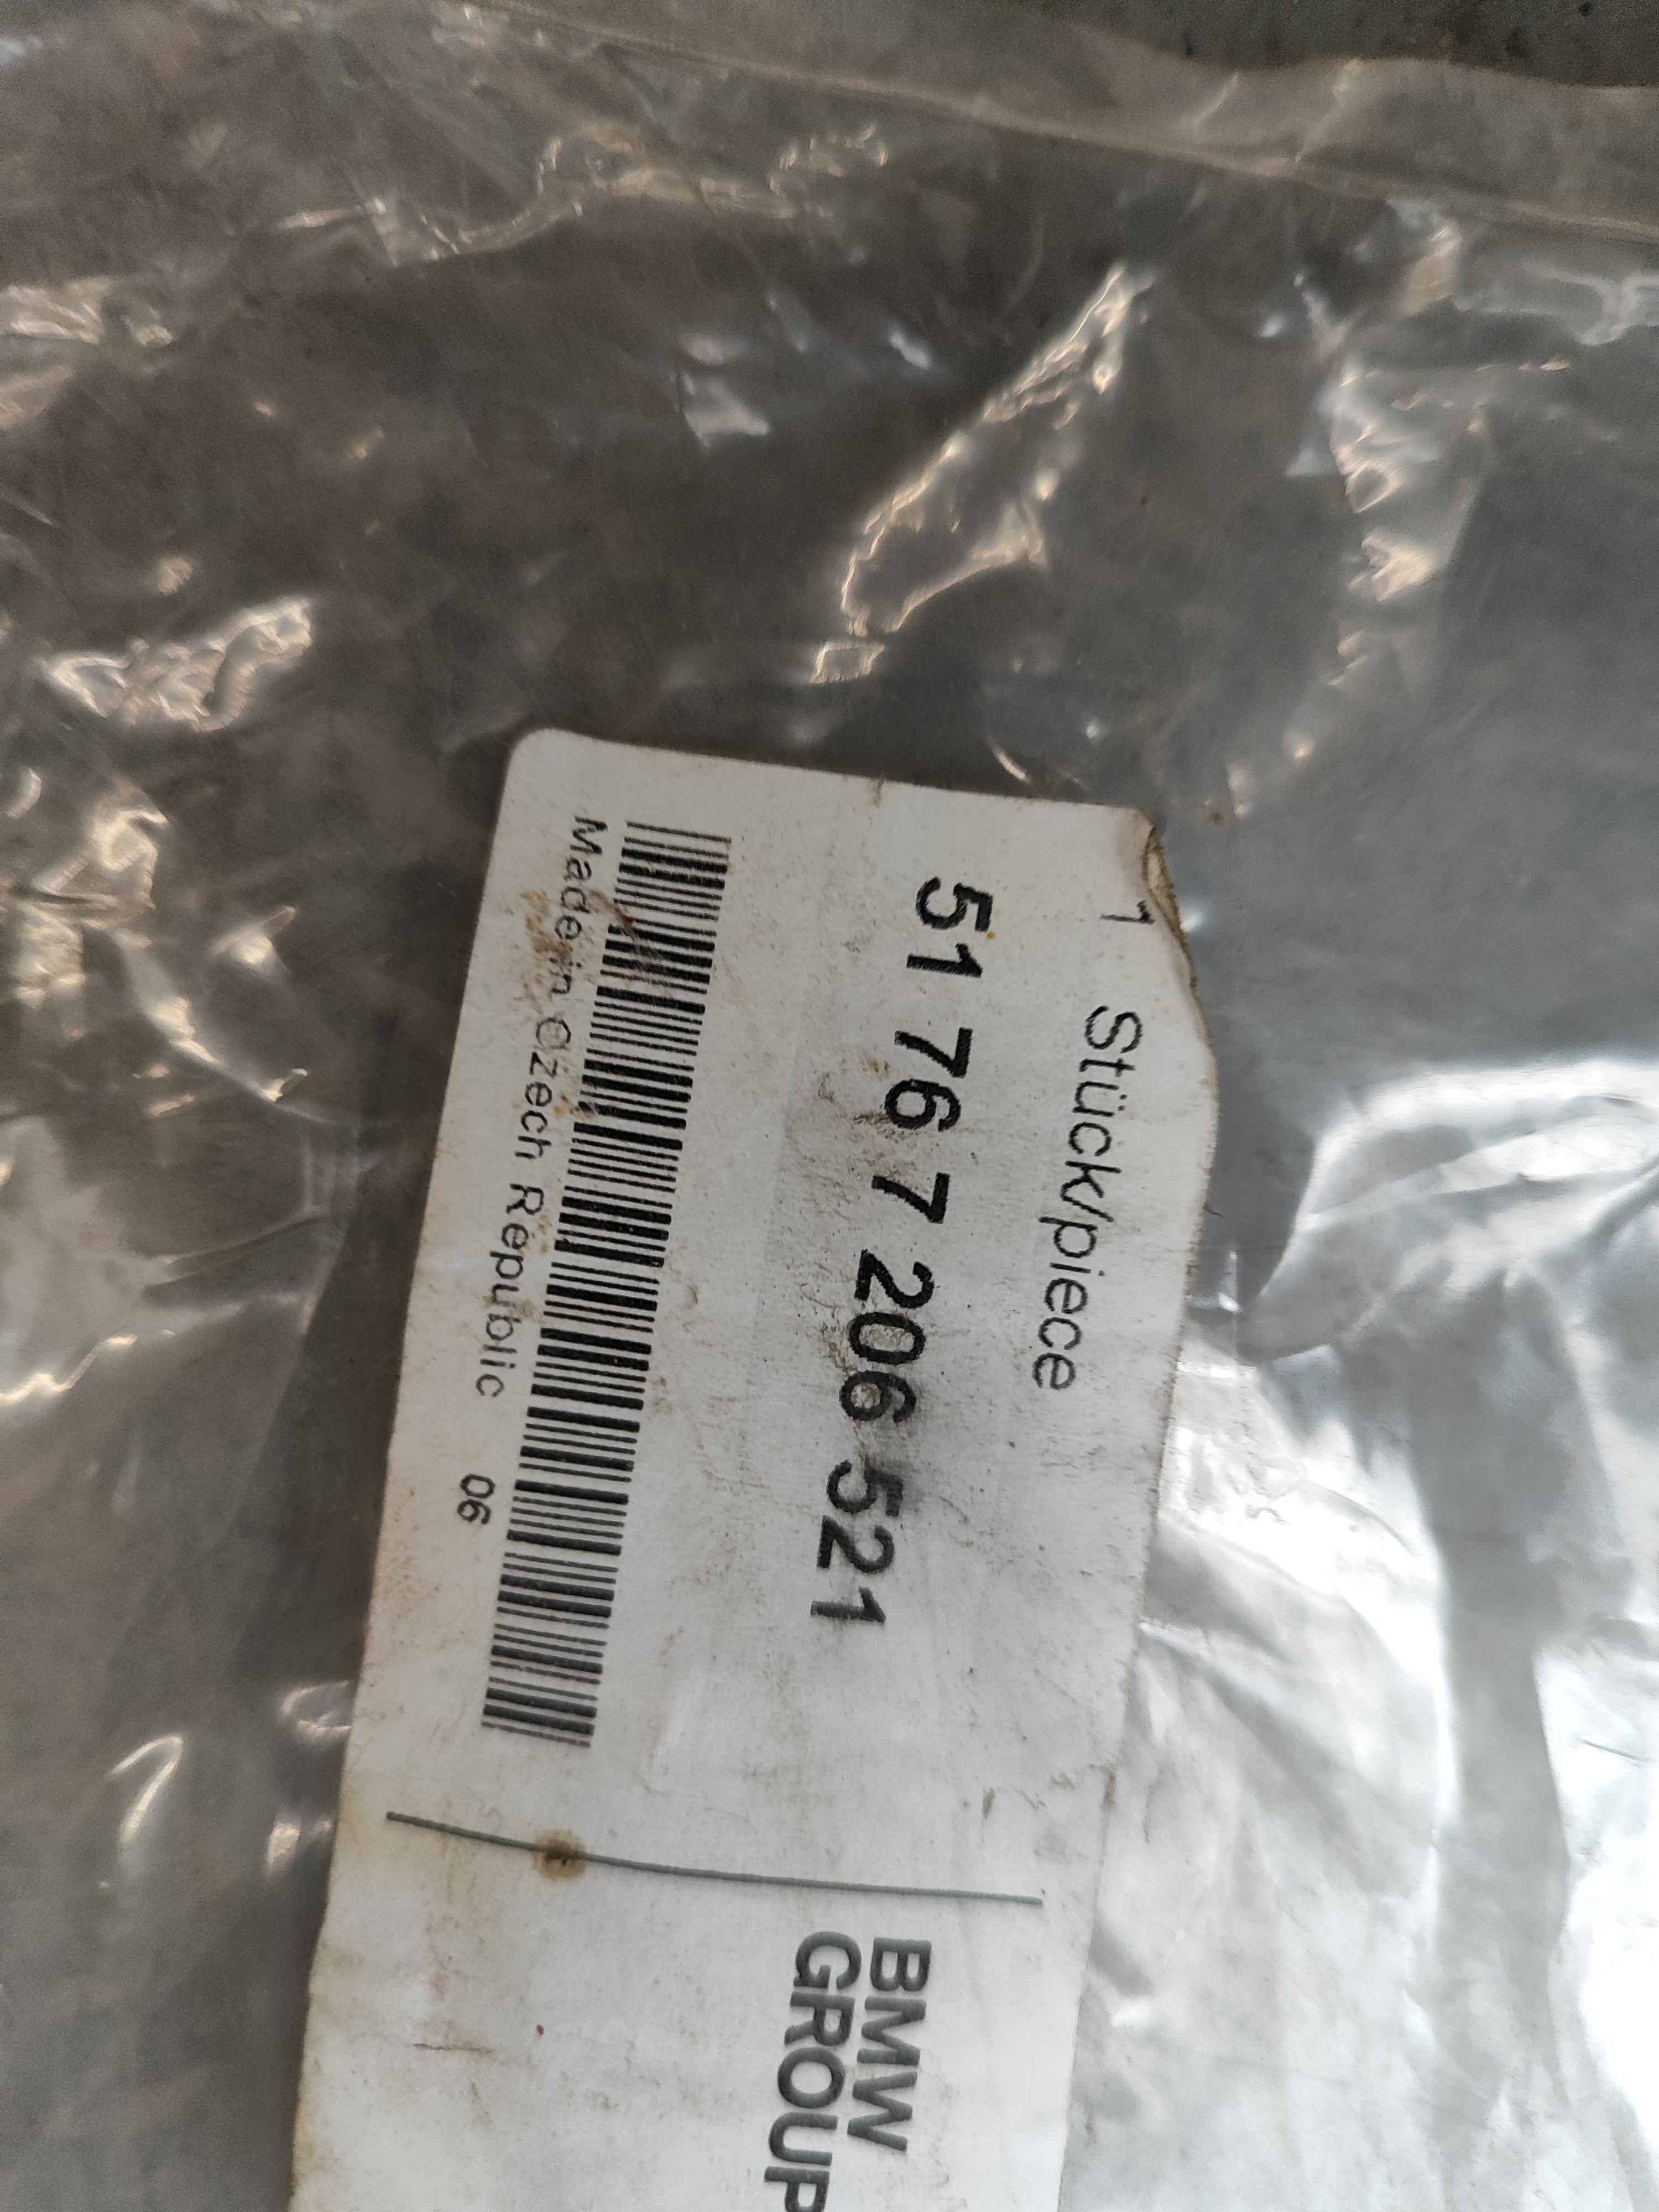 1 Stück/piece
51 76 7 206 521
Made in Czech Republic 06
BMW
GROUP